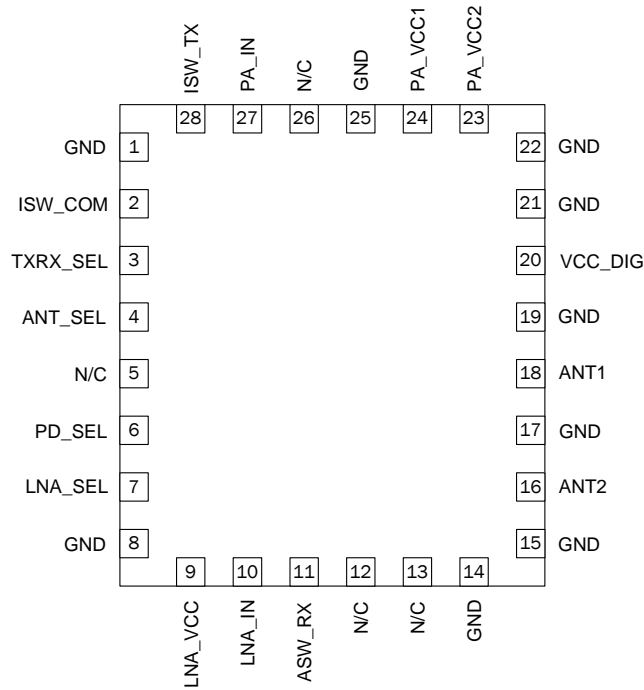 ISW_TX
PA_IN
N/C
GND
PA_VCC1
PA_VCC2
28
27
26
25
24
23
GND 1
ISW_COM 2
TXRX_SEL 3
ANT_SEL 4
N/C 5
PD_SEL 6
LNA_SEL 7
GND 8
22 GND
21 GND
20 VCC_DIG
19 GND
18 ANT1
17 GND
16 ANT2
15 GND
9
10
11
12
13
14
LNA_VCC
LNA_IN
ASW_RX
N/C
N/C
GND